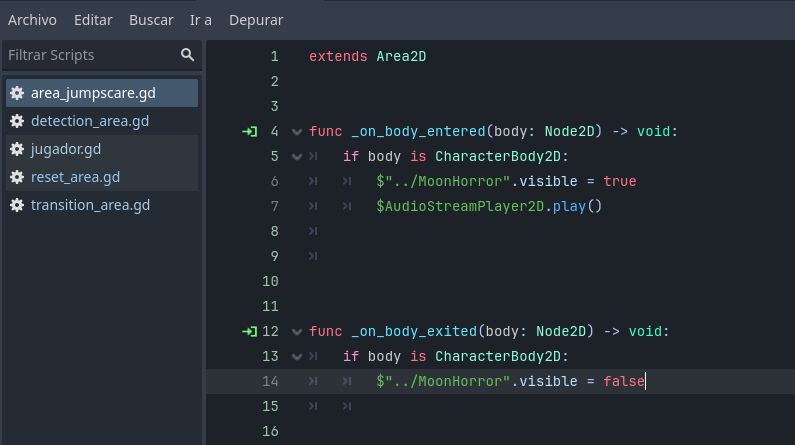 Archivo Editar Buscar Ir a Depurar
Filtrar Scripts
area_jumpscare.gd
detection_area.gd
jugador.gd
reset_area.gd
transition_area.gd
1 extends Area2D
2
3
4 func _on_body_entered(body: Node2D) -> void:
5 if body is CharacterBody2D:
6 $"../MoonHorror".visible = true
7 $AudioStreamPlayer2D.play()
8
9
10
11
12 func _on_body_exited(body: Node2D) -> void:
13 if body is CharacterBody2D:
14 $"../MoonHorror".visible = false
15
16